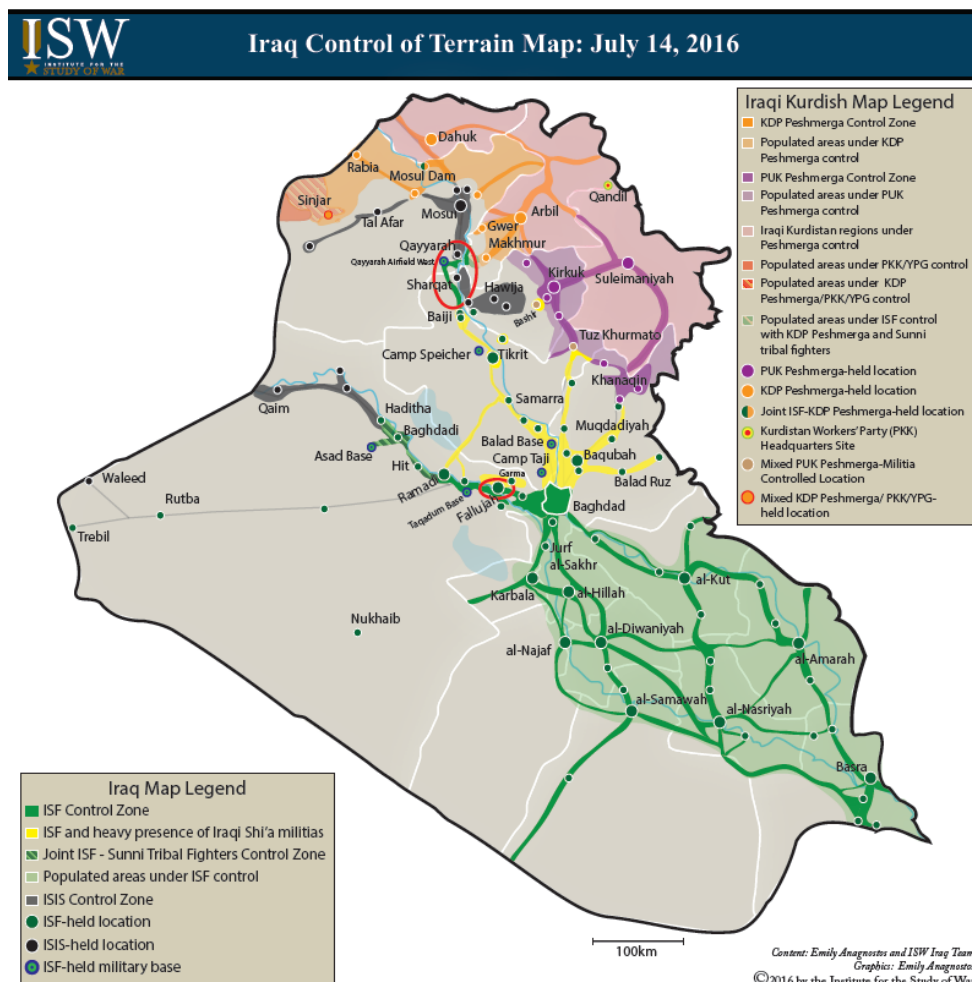 ISW
INSTITUTE FOR THE
STUDY OF WAR
Iraq Control of Terrain Map: July 14, 2016
Iraqi Kurdish Map Legend
KDP Peshmerga Control Zone
Populated areas under KDP
Peshmerga control
PUK Peshmerga Control Zone
Populated areas under PUK
Peshmerga control
Iraqi Kurdistan regions under
Peshmerga control
Populated areas under PKK/YPG control
Populated areas under KDP
Peshmerga/PKK/YPG control
Populated areas under ISF control
with KDP Peshmerga and Sunni
tribal fighters
PUK Peshmerga-held location
KDP Peshmerga-held location
Joint ISF-KDP Peshmerga-held location
Kurdistan Workers' Party (PKK)
Headquarters Site
Mixed PUK Peshmerga-Militia
Controlled Location
Mixed KDP Peshmerga/ PKK/YPG-
held location
Dahuk
Rabia
Mosul Dam
Qandil
Sinjar
Mosul
Arbil
Tal Afar
Gwer
Qayyarah
Makhmur
Qayyarah Airfield West
Kirkuk
Suleimaniyah
Sharqat
Hawija
Bashir
Baiji
Tuz Khurmato
Camp Speicher
Tikrit
Khanaqin
Qaim
Samarra
Haditha
Muqdadiyah
Baghdadi
Balad Base
Asad Base
Camp Taji
Baqubah
Hit
Garma
Balad Ruz
Waleed
Ramadi
Rutba
Taqadum Base
Fallujah
Baghdad
Trebil
Jurf
al-Sakhr
al-Kut
Karbala
al-Hillah
Nukhaib
al-Diwaniyah
al-Najaf
al-Amarah
al-Samawah
al-Nasriyah
Basra
Iraq Map Legend
ISF Control Zone
ISF and heavy presence of Iraqi Shi'a militias
Joint ISF - Sunni Tribal Fighters Control Zone
Populated areas under ISF control
ISIS Control Zone
ISF-held location
ISIS-held location
ISF-held military base
100km
Content: Emily Anagnostos and ISW Iraq Team
Graphics: Emily Anagnostos
©2016 by the Institute for the Study of War